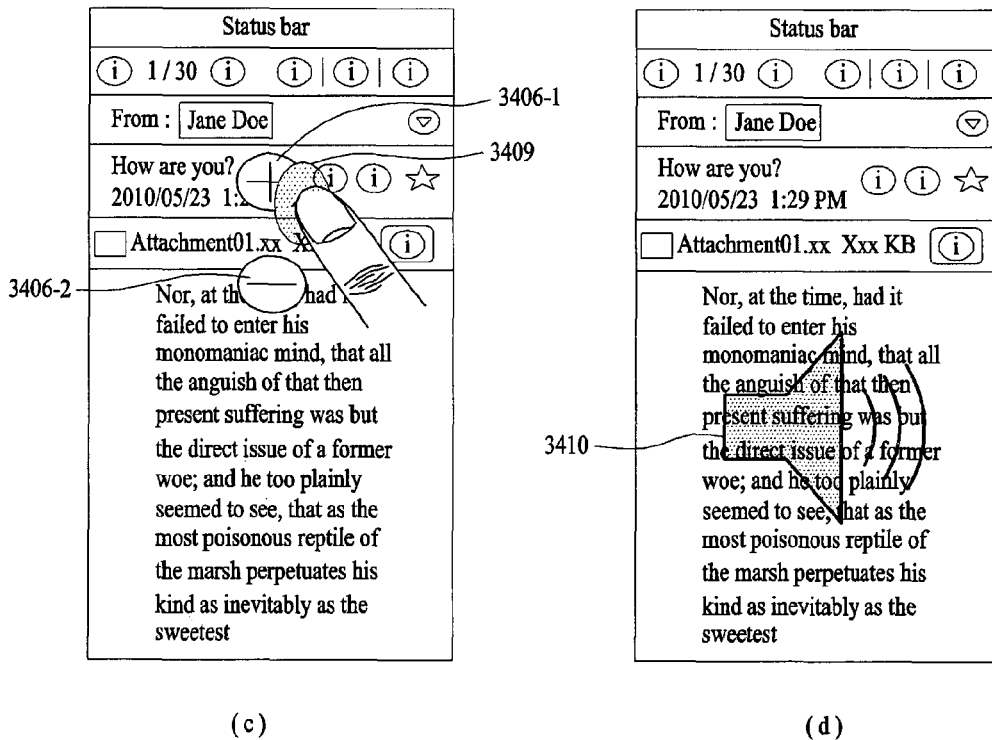 Status bar
i 1/30 i i i i
From : Jane Doe
How are you? i i
2010/05/23 1:2
Attachment01.xx X i
Nor, at th had
failed to enter his
monomaniac mind, that all
the anguish of that then
present suffering was but
the direct issue of a former
woe; and he too plainly
seemed to see, that as the
most poisonous reptile of
the marsh perpetuates his
kind as inevitably as the
sweetest
3406-1
3409
3406-2
(c)
Status bar
i 1/30 i i i i
From : Jane Doe
How are you? i i
2010/05/23 1:29 PM
Attachment01.xx Xxx KB i
Nor, at the time, had it
failed to enter his
monomaniac mind, that all
the anguish of that then
present suffering was but
the direct issue of a former
woe; and he too plainly
seemed to see, that as the
most poisonous reptile of
the marsh perpetuates his
kind as inevitably as the
sweetest
3410
(d)